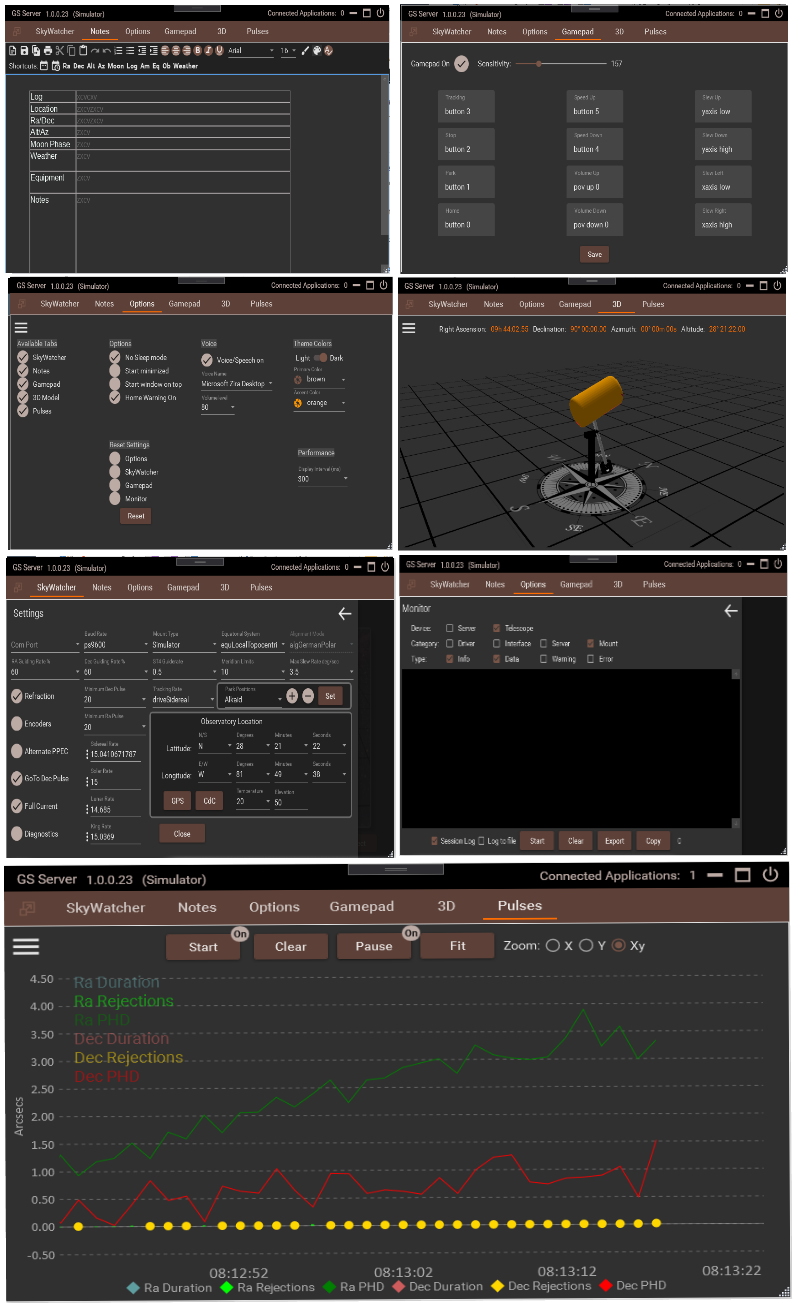 GS Server 1.0.0.23 (Simulator) Connected Applications: 0
SkyWatcher Notes Options Gamepad 3D Pulses
Arial 16
Shortcuts: Ra Dec Alt Az Moon Log Am Eq Ob Weather
Log
Location
Ra/Dec
Alt/Az
Moon Phase
Weather
Equipment
Notes
GS Server 1.0.0.23 (Simulator) Connected Applications: 0
SkyWatcher Notes Options Gamepad 3D Pulses
Gamepad On Sensitivity: 157
Tracking Speed Up Slew Up
button 3 button 5 yaxis low
Stop Speed Down Slew Down
button 2 button 4 yaxis high
Park Volume Up Slew Left
button 1 pov up 0 xaxis low
Home Volume Down Slew Right
button 0 pov down 0 xaxis high
Save
GS Server 1.0.0.23 (Simulator) Connected Applications: 0
SkyWatcher Notes Options Gamepad 3D Pulses
Available Tabs Options Voice Theme Colors
SkyWatcher No Sleep mode Voice/Speech on Light Dark
Notes Start minimized Voice Name Primary Color
Gamepad Start window on top Microsoft Zira Desktop brown
3D Model Home Warning On Volume level Accent Color
Pulses 80 orange
Reset Settings Performance
Options
SkyWatcher Display Interval (ms)
Gamepad 300
Monitor
Reset
GS Server 1.0.0.23 (Simulator) Connected Applications: 0
SkyWatcher Notes Options Gamepad 3D Pulses
Right Ascension: 09h 44:02:55 Declination: 90° 00:00.00 Azimuth: 00° 00m 00s Altitude: 28° 21:22.00
W N NE S SE E
GS Server 1.0.0.23 (Simulator) Connected Applications: 0
SkyWatcher Notes Options Gamepad 3D Pulses
Settings
Baud Rate Mount Type Equatorial System Alignment Mode
Com Port ps9600 Simulator equLocalTopocentri algGermanPolar
RA Guiding Rate % Dec Guiding Rate % ST4 Guiderate Meridian Limits Max Slew Rate degrees
60 60 0.5 10 3.5
Refraction Minimum Dec Pulse Tracking Rate Park Positions
20 driveSidereal Alkaid Set
Encoders Minimum Ra Pulse
20
Observatory Location
N/S Degrees Minutes Seconds
Latitude: N 28 21 22
Alternate PPEC Sidereal Rate
15.0410671787
E/W Degrees Minutes Seconds
Longitude: W 81 49 38
GoTo Dec Pulse Solar Rate
15
Temperature Elevation
GPS CdC 20 50
Full Current Lunar Rate
14.685
Diagnostics King Rate
15.0369
Close
GS Server 1.0.0.23 (Simulator) Connected Applications: 0
SkyWatcher Notes Options Gamepad 3D Pulses
Monitor
Device: Server Telescope
Category: Driver Interface Server Mount
Type: Info Data Warning Error
Session Log Log to file Start Clear Export Copy
GS Server 1.0.0.23 (Simulator) Connected Applications: 1
SkyWatcher Notes Options Gamepad 3D Pulses
Start On Clear Pause On Fit Zoom: X Y Xy
4.50
4.00
3.50
3.00
2.50
2.00
1.50
1.00
0.50
0.00
-0.50
Arcsecs
Ra Duration
Ra Rejections
Ra PHD
Dec Duration
Dec Rejections
Dec PHD
08:12:52 08:13:02 08:13:12 08:13:22
Ra Duration Ra Rejections Ra PHD Dec Duration Dec Rejections Dec PHD